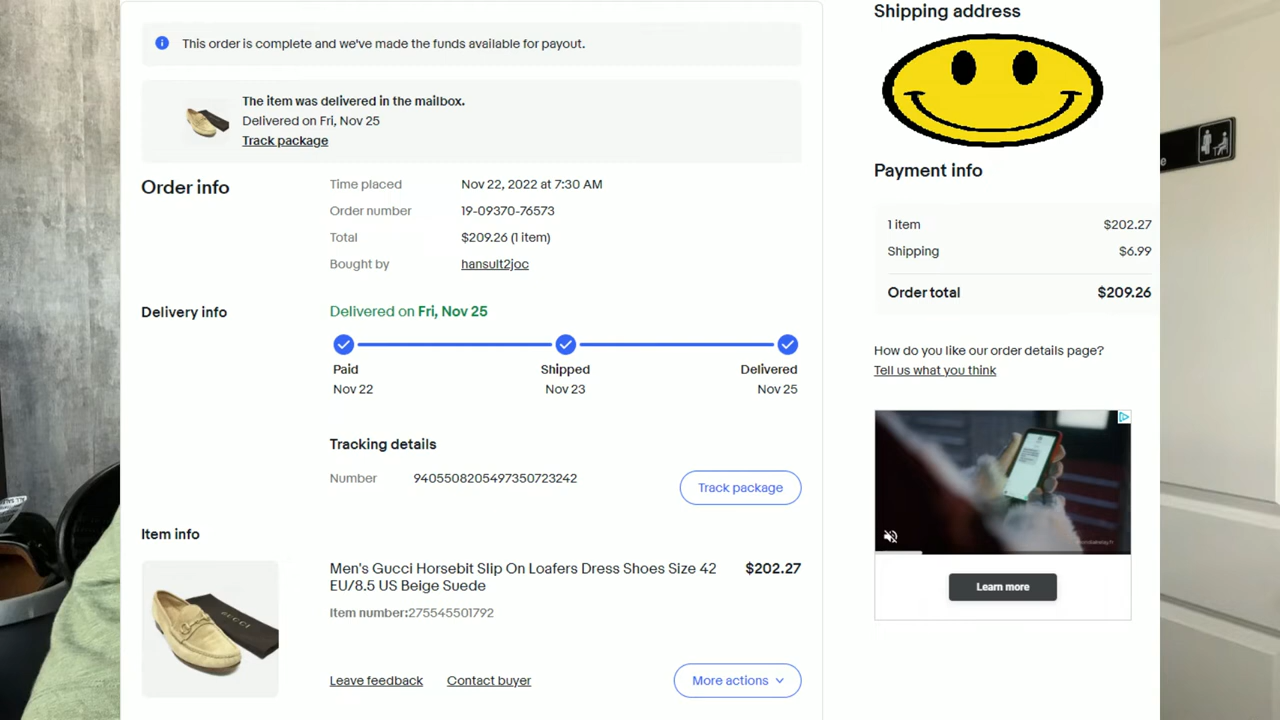 This order is complete and we've made the funds available for payout.
The item was delivered in the mailbox.
Delivered on Fri, Nov 25
Track package
Order info
Time placed Nov 22, 2022 at 7:30 AM
Order number 19-09370-76573
Total $209.26 (1 item)
Bought by hansult2joc
Delivery info
Delivered on Fri, Nov 25
Paid Shipped Delivered
Nov 22 Nov 23 Nov 25
Tracking details
Number 9405508205497350723242
Track package
Item info
Men's Gucci Horsebit Slip On Loafers Dress Shoes Size 42
EU/8.5 US Beige Suede
$202.27
Item number:275545501792
GUCCI
Leave feedback Contact buyer More actions
Shipping address
Payment info
1 item $202.27
Shipping $6.99
Order total $209.26
How do you like our order details page?
Tell us what you think
Learn more